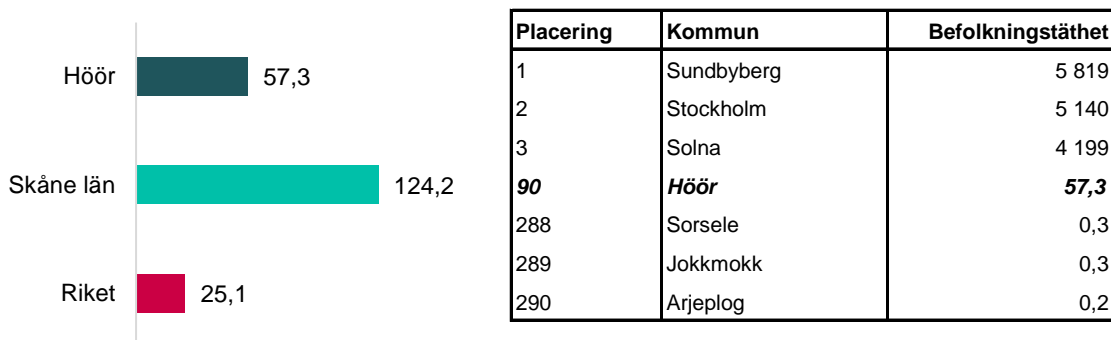 Höör 57,3
Skåne län 124,2
Riket 25,1
Placering Kommun Befolkningstäthet
1 Sundbyberg 5 819
2 Stockholm 5 140
3 Solna 4 199
90 Höör 57,3
288 Sorsele 0,3
289 Jokkmokk 0,3
290 Arjeplog 0,2